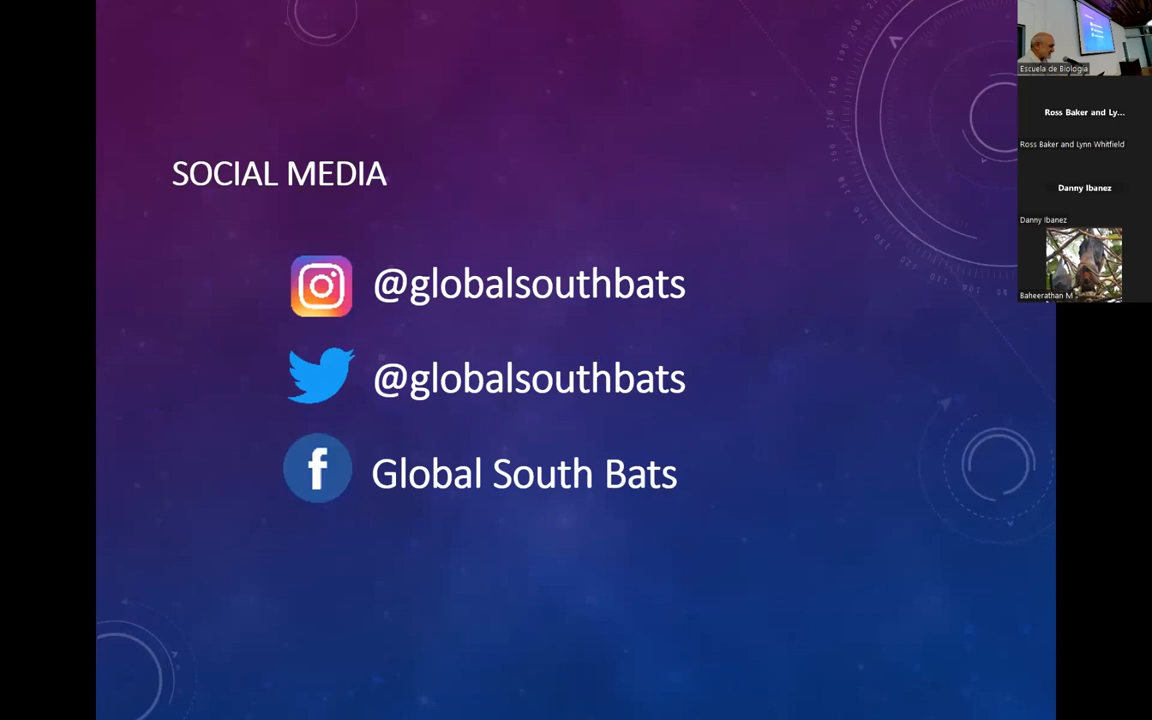 SOCIAL MEDIA
@globalsouthbats
@globalsouthbats
Global South Bats
Escuela de Biología
Ross Baker and Ly...
Ross Baker and Lynn Whitfield
Danny Ibanez
Danny Ibanez
Baheerathan M